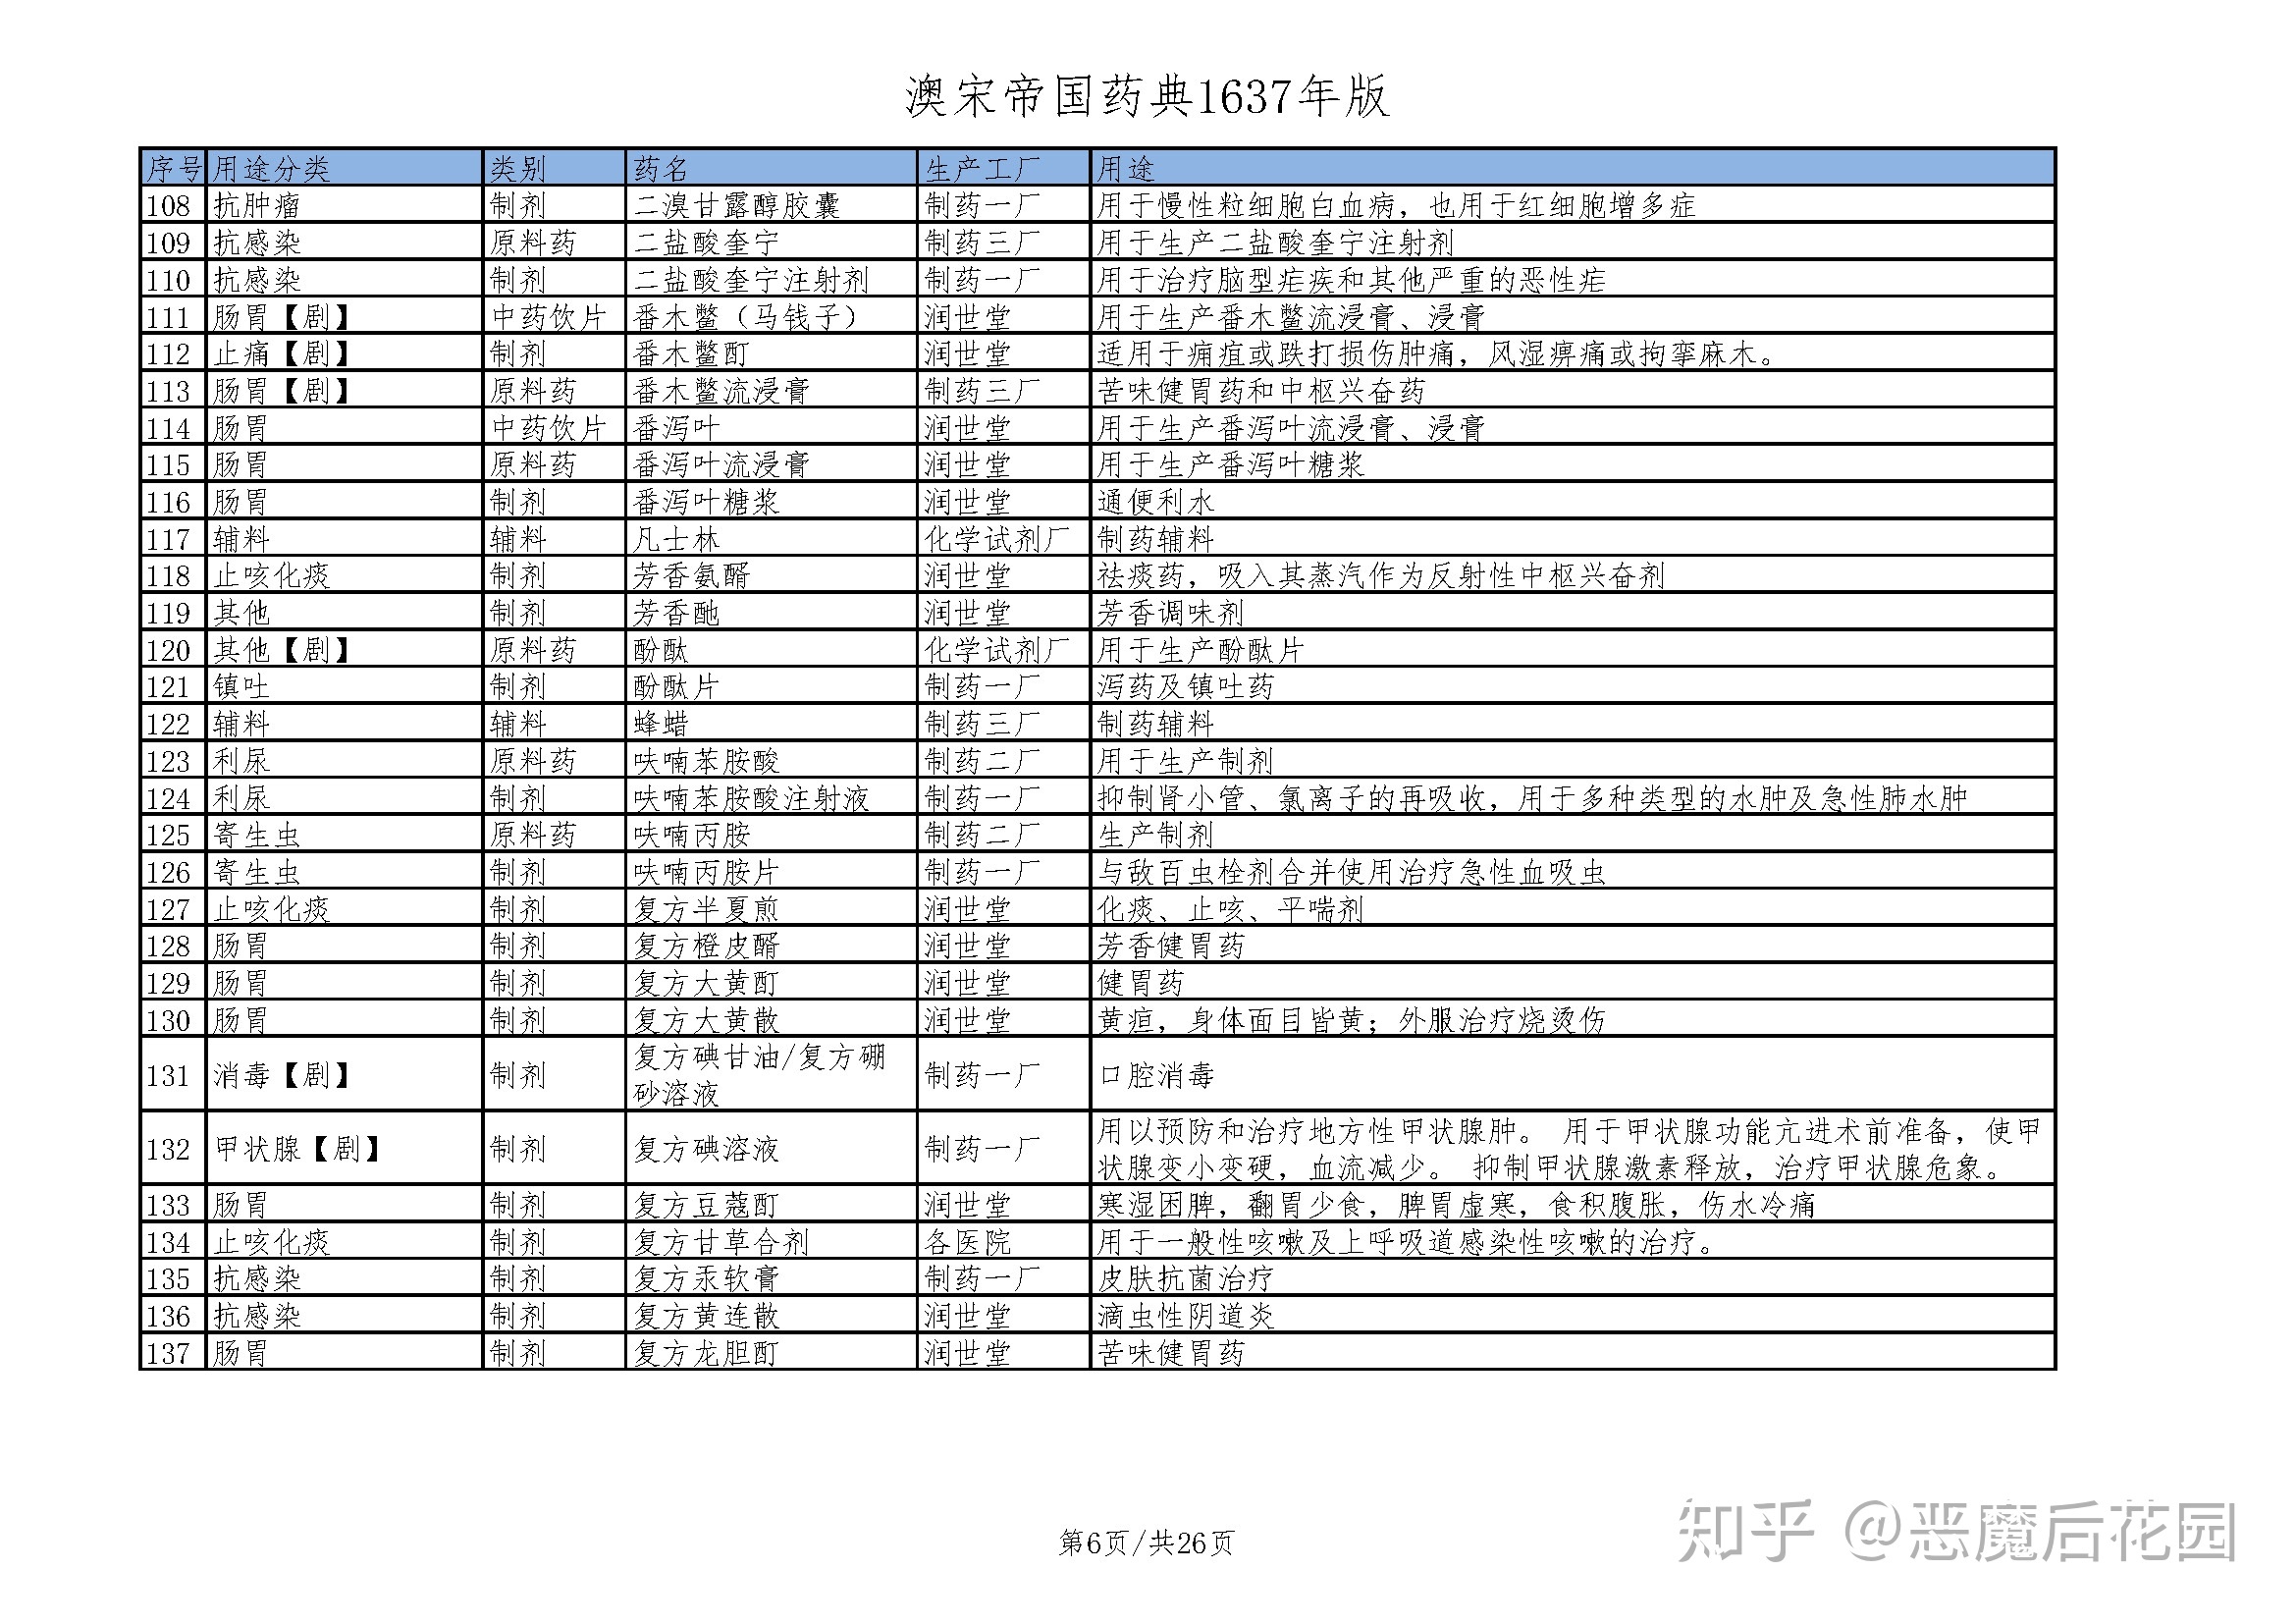 澳宋帝国药典1637年版
序号 用途分类 类别 药名 生产工厂 用途
108 抗肿瘤 制剂 二溴甘露醇胶囊 制药一厂 用于慢性粒细胞白血病，也用于红细胞增多症
109 抗感染 原料药 二盐酸奎宁 制药三厂 用于生产二盐酸奎宁注射剂
110 抗感染 制剂 二盐酸奎宁注射剂 制药一厂 用于治疗脑型疟疾和其他严重的恶性疟
111 肠胃【剧】 中药饮片 番木鳖（马钱子） 润世堂 用于生产番木鳖流浸膏、浸膏
112 止痛【剧】 制剂 番木鳖酊 润世堂 适用于痈疽或跌打损伤肿痛，风湿痹痛或拘挛麻木。
113 肠胃【剧】 原料药 番木鳖流浸膏 制药三厂 苦味健胃药和中枢兴奋药
114 肠胃 中药饮片 番泻叶 润世堂 用于生产番泻叶流浸膏、浸膏
115 肠胃 原料药 番泻叶流浸膏 润世堂 用于生产番泻叶糖浆
116 肠胃 制剂 番泻叶糖浆 润世堂 通便利水
117 辅料 辅料 凡士林 化学试剂厂 制药辅料
118 止咳化痰 制剂 芳香氨醑 润世堂 祛痰药，吸入其蒸汽作为反射性中枢兴奋剂
119 其他 制剂 芳香酏 润世堂 芳香调味剂
120 其他【剧】 原料药 酚酞 化学试剂厂 用于生产酚酞片
121 镇吐 制剂 酚酞片 制药一厂 泻药及镇吐药
122 辅料 辅料 蜂蜡 制药三厂 制药辅料
123 利尿 原料药 呋喃苯胺酸 制药二厂 用于生产制剂
124 利尿 制剂 呋喃苯胺酸注射液 制药一厂 抑制肾小管、氯离子的再吸收，用于多种类型的水肿及急性肺水肿
125 寄生虫 原料药 呋喃丙胺 制药二厂 生产制剂
126 寄生虫 制剂 呋喃丙胺片 制药一厂 与敌百虫栓剂合并使用治疗急性血吸虫
127 止咳化痰 制剂 复方半夏煎 润世堂 化痰、止咳、平喘剂
128 肠胃 制剂 复方橙皮醑 润世堂 芳香健胃药
129 肠胃 制剂 复方大黄酊 润世堂 健胃药
130 肠胃 制剂 复方大黄散 润世堂 黄疸，身体面目皆黄；外服治疗烧烫伤
131 消毒【剧】 制剂 复方碘甘油/复方硼 制药一厂 口腔消毒
砂溶液
132 甲状腺【剧】 制剂 复方碘溶液 制药一厂 用以预防和治疗地方性甲状腺肿。 用于甲状腺功能亢进术前准备，使甲
状腺变小变硬，血流减少。 抑制甲状腺激素释放，治疗甲状腺危象。
133 肠胃 制剂 复方豆蔻酊 润世堂 寒湿困脾，翻胃少食，脾胃虚寒，食积腹胀，伤水冷痛
134 止咳化痰 制剂 复方甘草合剂 各医院 用于一般性咳嗽及上呼吸道感染性咳嗽的治疗。
135 抗感染 制剂 复方汞软膏 制药一厂 皮肤抗菌治疗
136 抗感染 制剂 复方黄连散 润世堂 滴虫性阴道炎
137 肠胃 制剂 复方龙胆酊 润世堂 苦味健胃药
第6页/共26页
知乎 @恶魔后花园